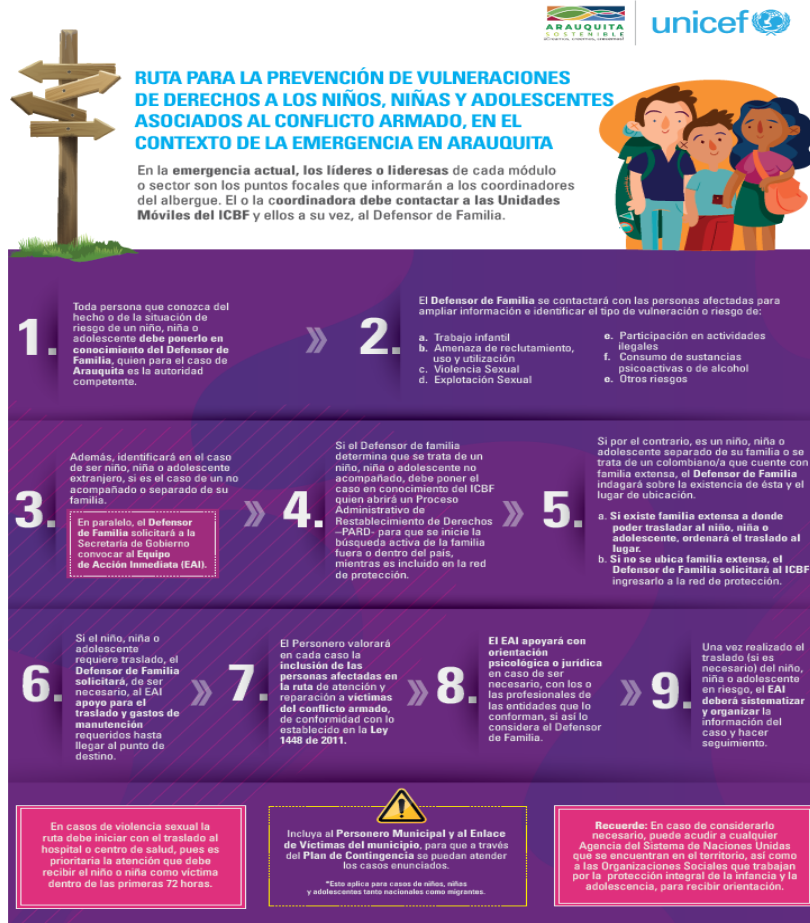 ARAUQUITA
SOSTENIBLE
unicef
RUTA PARA LA PREVENCIÓN DE VULNERACIONES
DE DERECHOS A LOS NIÑOS, NIÑAS Y ADOLESCENTES
ASOCIADOS AL CONFLICTO ARMADO, EN EL
CONTEXTO DE LA EMERGENCIA EN ARAUQUITA
En la emergencia actual, los líderes o lideresas de cada módulo
o sector son los puntos focales que informarán a los coordinadores
del albergue. El o la coordinadora debe contactar a las Unidades
Móviles del ICBF y ellos a su vez, al Defensor de Familia.
1.
Toda persona que conozca del
hecho o de la situación de
riesgo de un niño, niña o
adolescente debe ponerlo en
conocimiento del Defensor de
Familia, quien para el caso de
Arauquita es la autoridad
competente.
2.
El Defensor de Familia se contactará con las personas afectadas para
ampliar información e identificar el tipo de vulneración o riesgo de:
a. Trabajo infantil
b. Amenaza de reclutamiento,
uso y utilización
c. Violencia Sexual
d. Explotación Sexual
e. Participación en actividades
ilegales
f. Consumo de sustancias
psicoactivas o de alcohol
e. Otros riesgos
3.
Además, identificará en el caso
de ser niño, niña o adolescente
extranjero, si es el caso de un no
acompañado o separado de su
familia.
En paralelo, el Defensor
de Familia solicitará a la
Secretaría de Gobierno
convocar al Equipo
de Acción Inmediata (EAI).
4.
Si el Defensor de familia
determina que se trata de un
niño, niña o adolescente no
acompañado, debe poner el
caso en conocimiento del ICBF
quien abrirá un Proceso
Administrativo de
Restablecimiento de Derechos
–PARD- para que se inicie la
búsqueda activa de la familia
fuera o dentro del país,
mientras es incluido en la red
de protección.
5.
Si por el contrario, es un niño, niña o
adolescente separado de su familia o se
trata de un colombiano/a que cuente con
familia extensa, el Defensor de Familia
indagará sobre la existencia de ésta y el
lugar de ubicación.
a. Si existe familia extensa a donde
poder trasladar al niño, niña o
adolescente, ordenará el traslado al
lugar.
b. Si no se ubica familia extensa, el
Defensor de Familia solicitará al ICBF
ingresarlo a la red de protección.
6.
Si el niño, niña o
adolescente
requiere traslado, el
Defensor de Familia
solicitará, de ser
necesario, al EAI
apoyo para el
traslado y gastos de
manutención
requeridos hasta
llegar al punto de
destino.
7.
El Personero valorará
en cada caso la
inclusión de las
personas afectadas en
la ruta de atención y
reparación a víctimas
del conflicto armado,
de conformidad con lo
establecido en la Ley
1448 de 2011.
8.
El EAI apoyará con
orientación
psicológica o jurídica
en caso de ser
necesario, con los o
las profesionales de
las entidades que lo
conforman, si así lo
considera el Defensor
de Familia.
9.
Una vez realizado el
traslado (si es
necesario) del niño,
niña o adolescente
en riesgo, el EAI
deberá sistematizar
y organizar la
información del
caso y hacer
seguimiento.
En casos de violencia sexual la
ruta debe iniciar con el traslado al
hospital o centro de salud, pues es
prioritaria la atención que debe
recibir el niño o niña como víctima
dentro de las primeras 72 horas.
Incluya al Personero Municipal y al Enlace
de Víctimas del municipio, para que a través
del Plan de Contingencia se puedan atender
los casos enunciados.
*Esto aplica para casos de niños, niñas
y adolescentes tanto nacionales como migrantes.
Recuerde: En caso de considerarlo
necesario, puede acudir a cualquier
Agencia del Sistema de Naciones Unidas
que se encuentran en el territorio, así como
a las Organizaciones Sociales que trabajan
por la protección integral de la infancia y la
adolescencia, para recibir orientación.